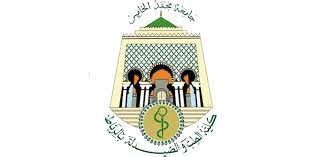 جامعة محمد الخامس
كلية الطب و الصيدلة بالرباط